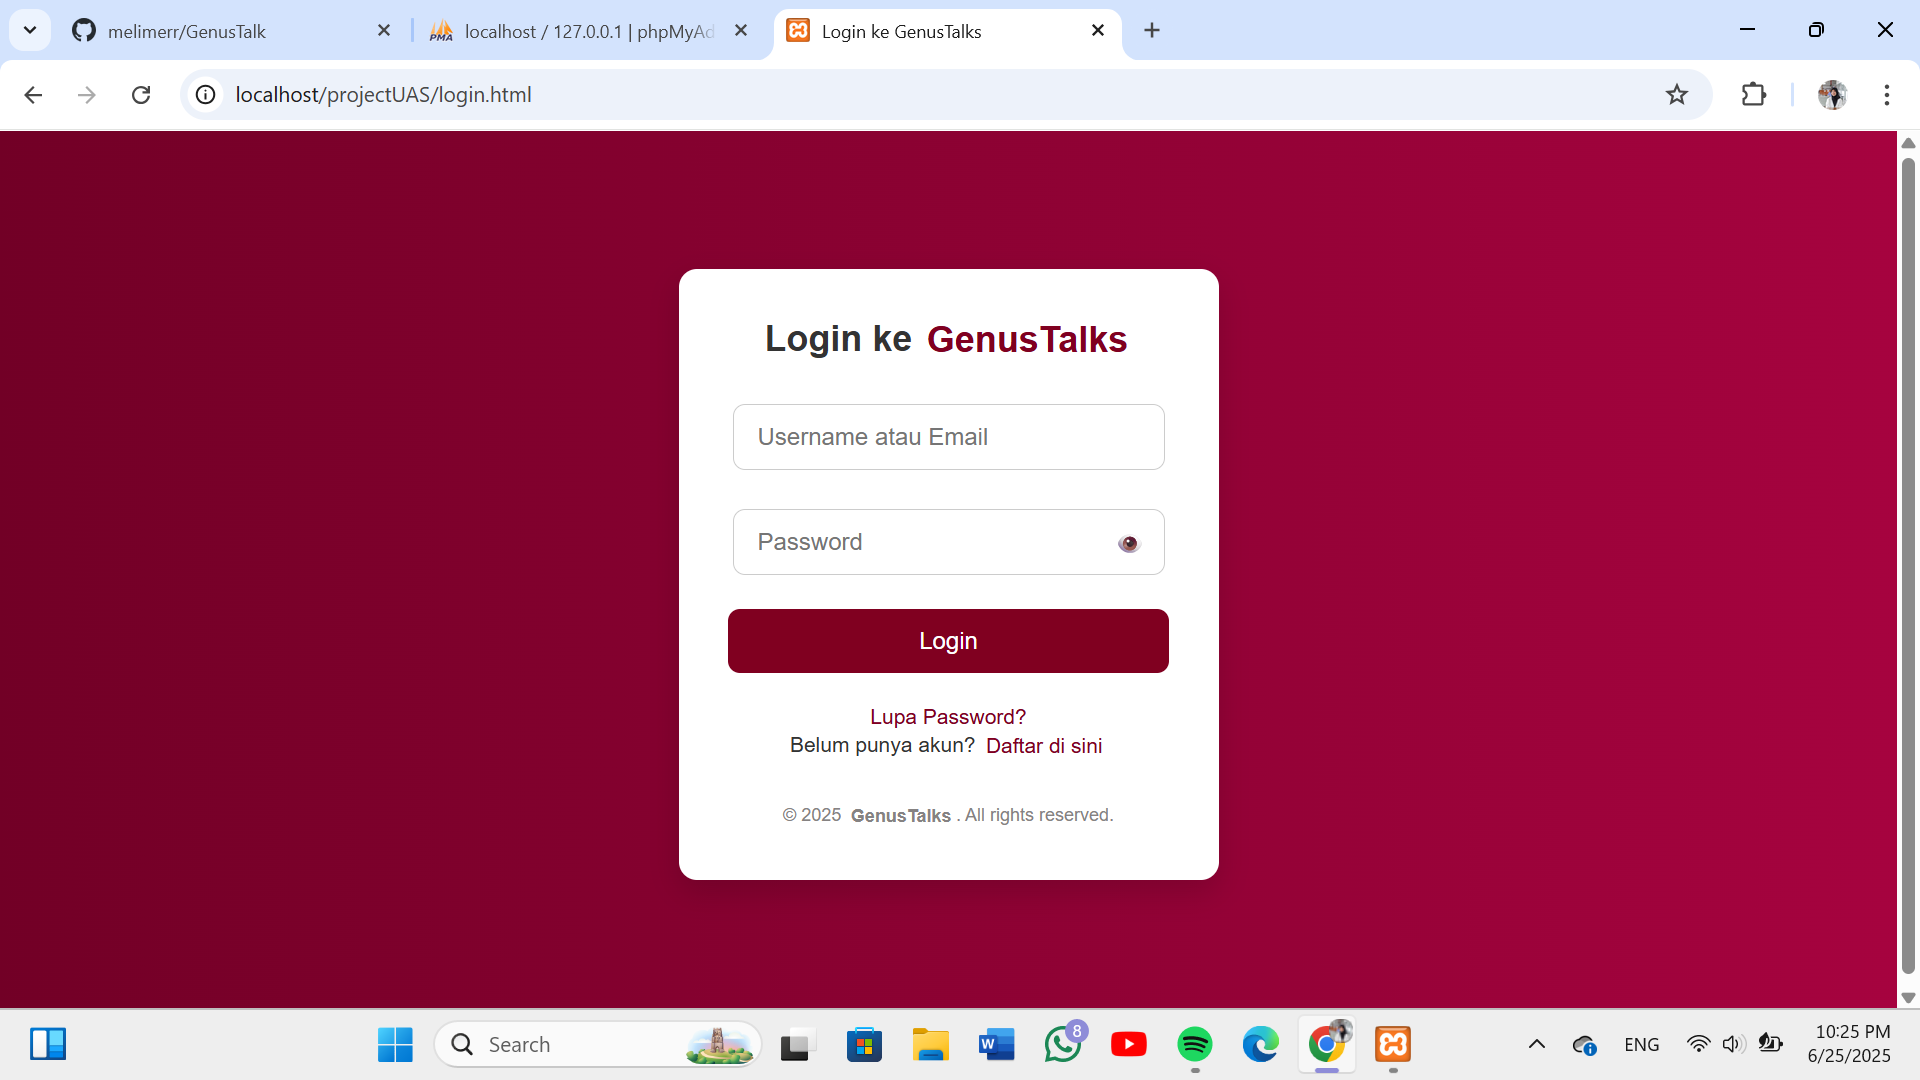 melimerr/GenusTalk
localhost / 127.0.0.1 | phpMyAd
Login ke GenusTalks
localhost/projectUAS/login.html
Login ke GenusTalks
Username atau Email
Password
Login
Lupa Password?
Belum punya akun? Daftar di sini
© 2025 GenusTalks . All rights reserved.
Search
8
ENG
10:25 PM
6/25/2025